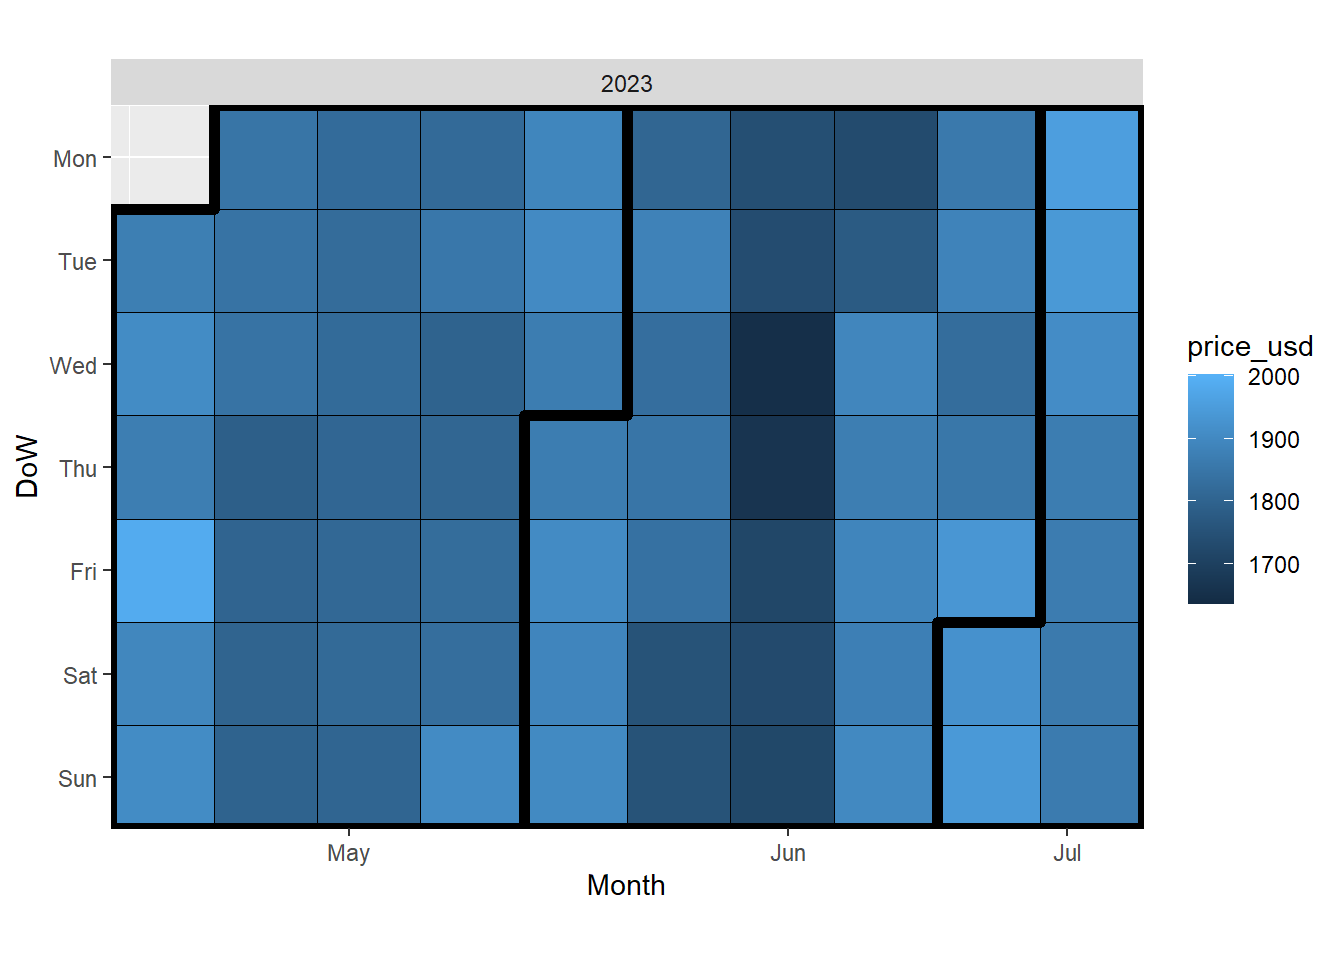 2023
Mon
Tue
Wed
Thu
Fri
Sat
Sun
DoW
May
Jun
Jul
Month
price_usd
2000
1900
1800
1700